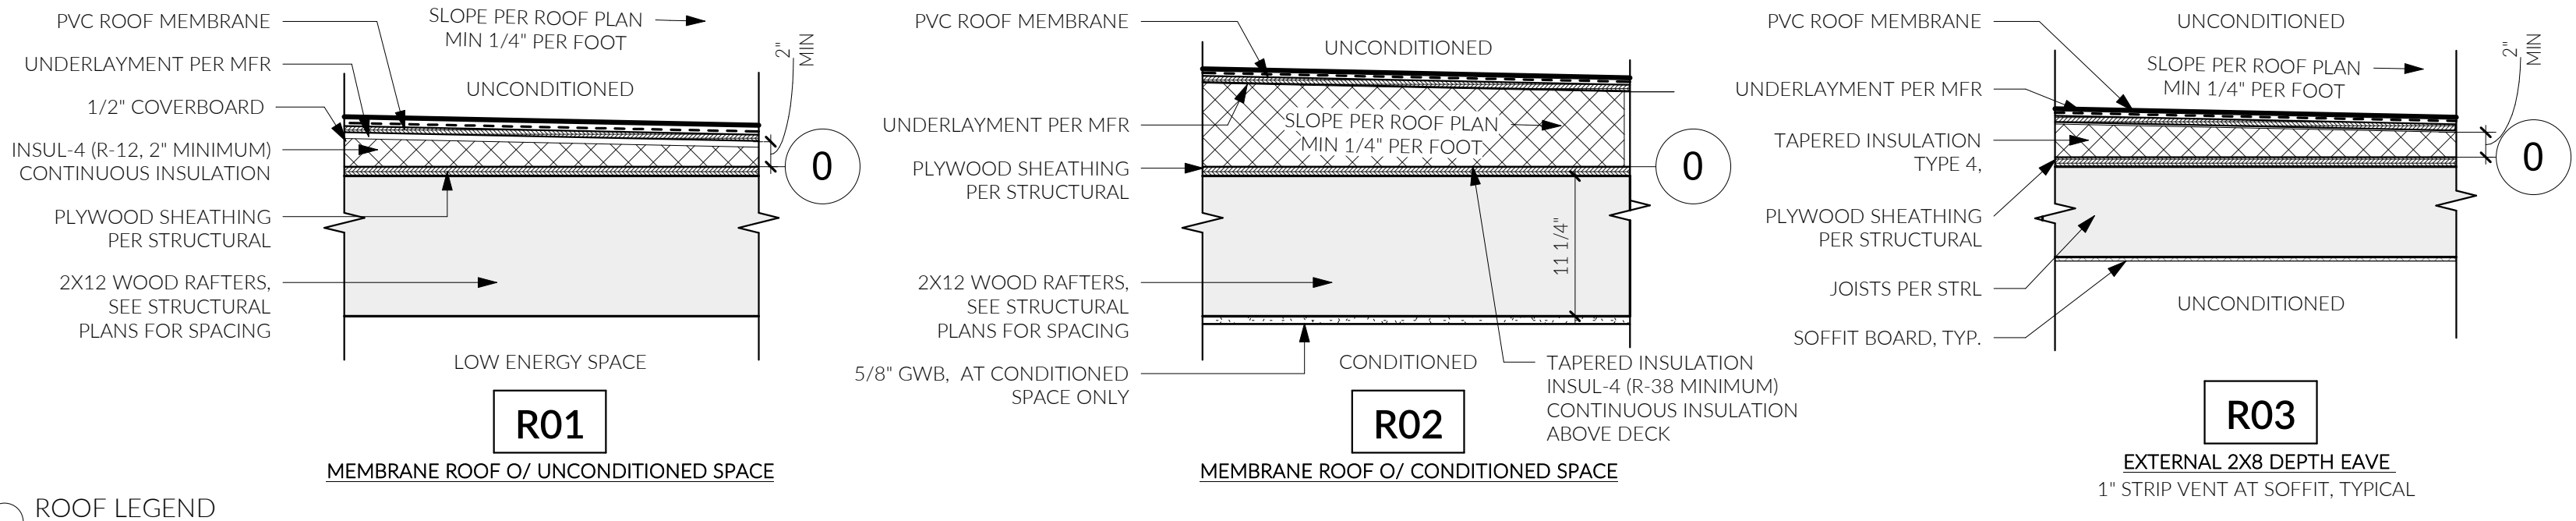 PVC ROOF MEMBRANE
UNDERLAYMENT PER MFR
1/2" COVERBOARD
INSUL-4 (R-12, 2" MINIMUM)
CONTINUOUS INSULATION
PLYWOOD SHEATHING
PER STRUCTURAL
2X12 WOOD RAFTERS,
SEE STRUCTURAL
PLANS FOR SPACING
SLOPE PER ROOF PLAN
MIN 1/4" PER FOOT
UNCONDITIONED
2"
MIN
0
LOW ENERGY SPACE
R01
MEMBRANE ROOF O/ UNCONDITIONED SPACE
PVC ROOF MEMBRANE
UNDERLAYMENT PER MFR
PLYWOOD SHEATHING
PER STRUCTURAL
2X12 WOOD RAFTERS,
SEE STRUCTURAL
PLANS FOR SPACING
5/8" GWB, AT CONDITIONED
SPACE ONLY
UNCONDITIONED
SLOPE PER ROOF PLAN
MIN 1/4" PER FOOT
0
11 1/4"
CONDITIONED
TAPERED INSULATION
INSUL-4 (R-38 MINIMUM)
CONTINUOUS INSULATION
ABOVE DECK
R02
MEMBRANE ROOF O/ CONDITIONED SPACE
PVC ROOF MEMBRANE
UNDERLAYMENT PER MFR
TAPERED INSULATION
TYPE 4,
PLYWOOD SHEATHING
PER STRUCTURAL
JOISTS PER STRL
SOFFIT BOARD, TYP.
UNCONDITIONED
SLOPE PER ROOF PLAN
MIN 1/4" PER FOOT
2"
MIN
0
UNCONDITIONED
R03
EXTERNAL 2X8 DEPTH EAVE
1" STRIP VENT AT SOFFIT, TYPICAL
ROOF LEGEND